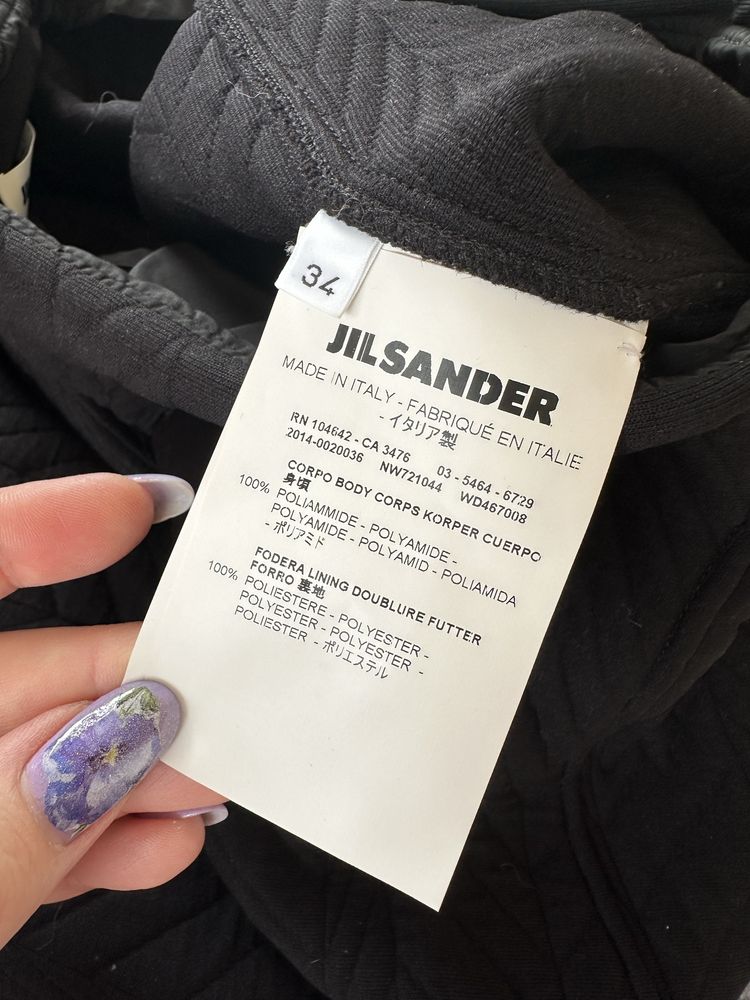 34
JIL SANDER
MADE IN ITALY - FABRIQUÉ EN ITALIE
- イタリア製
RN 104642 - CA 3476 03 - 5464 - 6729
2014-0020036 NW721044 WD467008
CORPO BODY CORPS KORPER CUERPO
身頃
100% POLIAMMIDE - POLYAMIDE -
POLYAMIDE - POLYAMID - POLIAMIDA
- ポリアミド
FODERA LINING DOUBLURE FUTTER
FORRO 裏地
100% POLIESTERE - POLYESTER -
POLYESTER - POLYESTER -
POLIESTER - ポリエステル